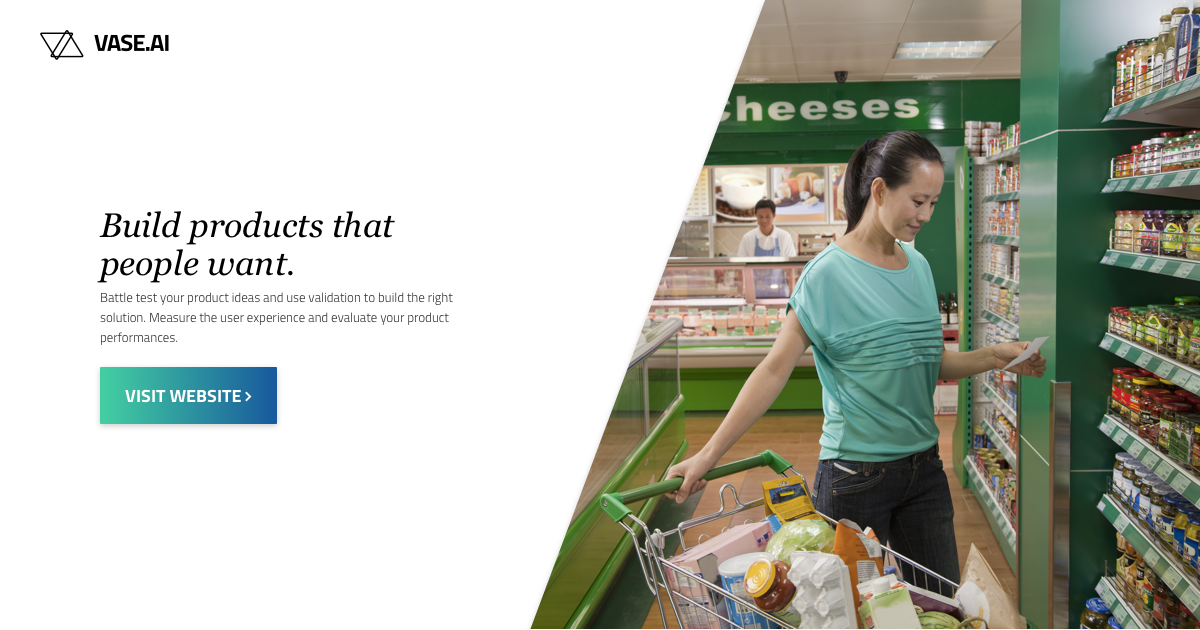 VASE.AI
cheeses
Build products that
people want.
Battle test your product ideas and use validation to build the right
solution. Measure the user experience and evaluate your product
performances.
VISIT WEBSITE >